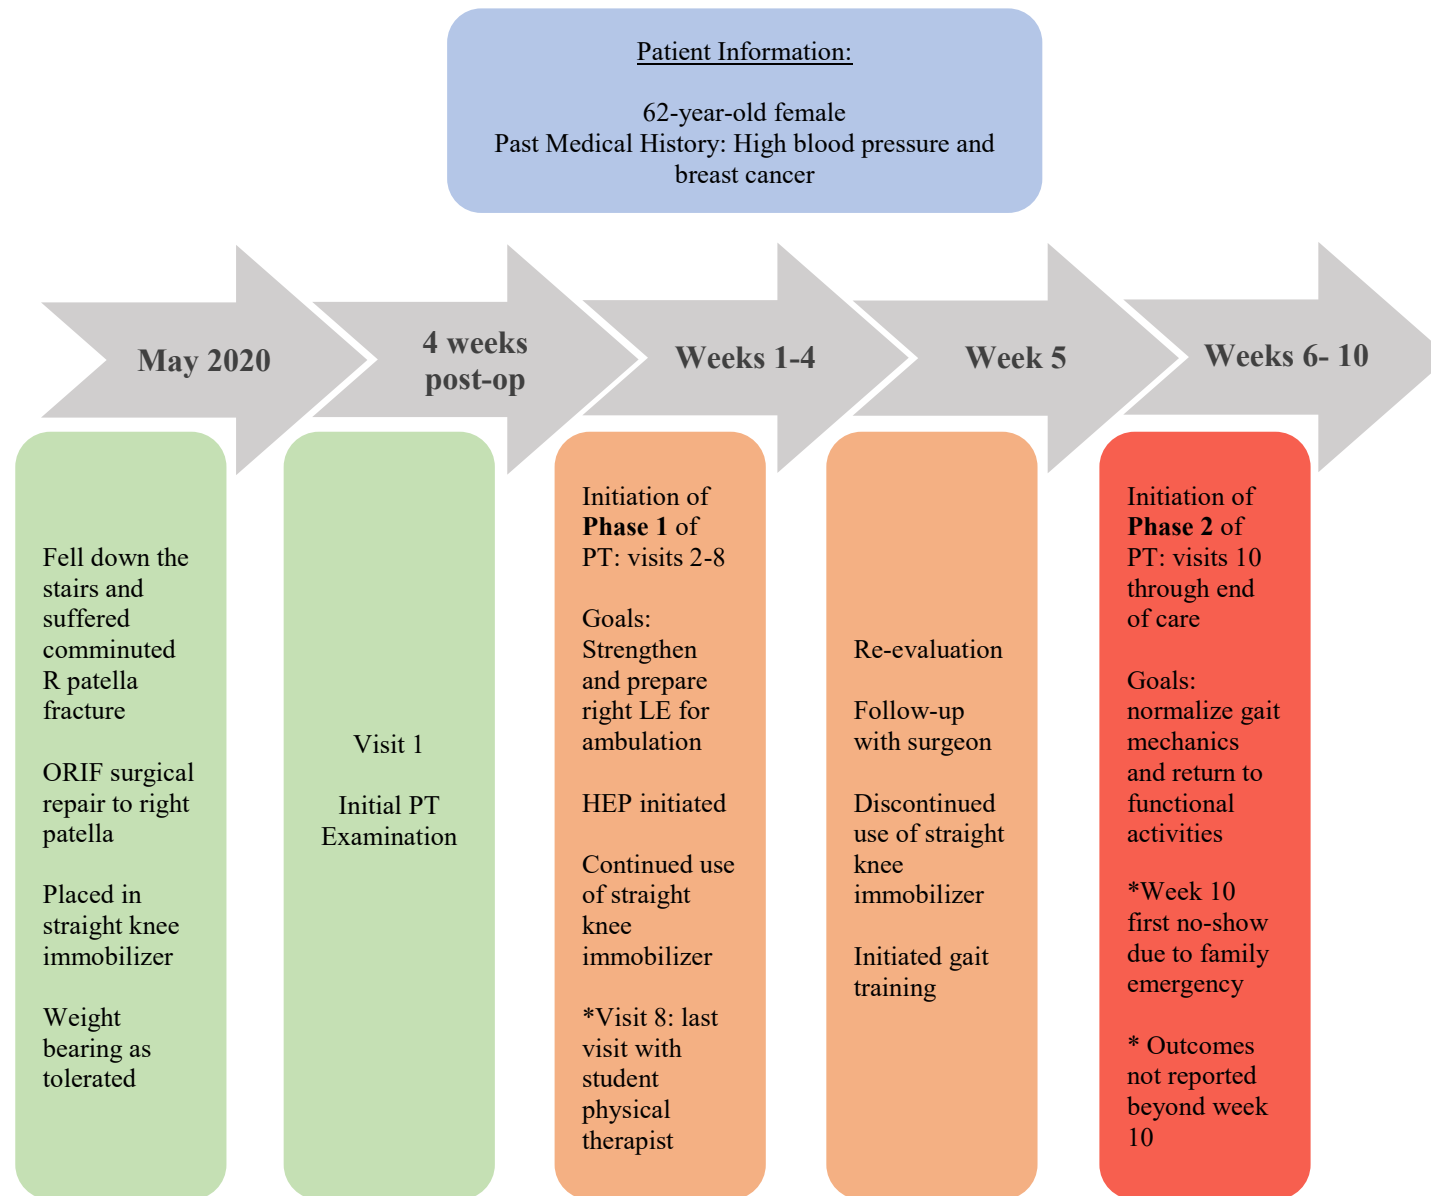 Patient Information:
62-year-old female
Past Medical History: High blood pressure and
breast cancer
May 2020
4 weeks
post-op
Weeks 1-4
Week 5
Weeks 6- 10
Fell down the
stairs and
suffered
comminuted
R patella
fracture
ORIF surgical
repair to right
patella
Placed in
straight knee
immobilizer
Weight
bearing as
tolerated
Visit 1
Initial PT
Examination
Initiation of
Phase 1 of
PT: visits 2-8
Goals:
Strengthen
and prepare
right LE for
ambulation
HEP initiated
Continued use
of straight
knee
immobilizer
*Visit 8: last
visit with
student
physical
therapist
Re-evaluation
Follow-up
with surgeon
Discontinued
use of straight
knee
immobilizer
Initiated gait
training
Initiation of
Phase 2 of
PT: visits 10
through end
of care
Goals:
normalize gait
mechanics
and return to
functional
activities
*Week 10
first no-show
due to family
emergency
* Outcomes
not reported
beyond week
10